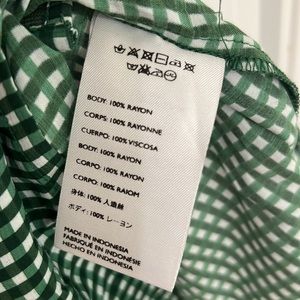 BODY: 100% RAYON
CORPS: 100% RAYONNE
CUERPO: 100% VISCOSA
BODY: 100% RAYON
CORPO: 100% RAYON
CORPO: 100% RAIOM
身体: 100% 人造絲
ボディ: 100% レーヨン
MADE IN INDONESIA
FABRIQUÉ EN INDONÉSIE
HECHO EN INDONESIA